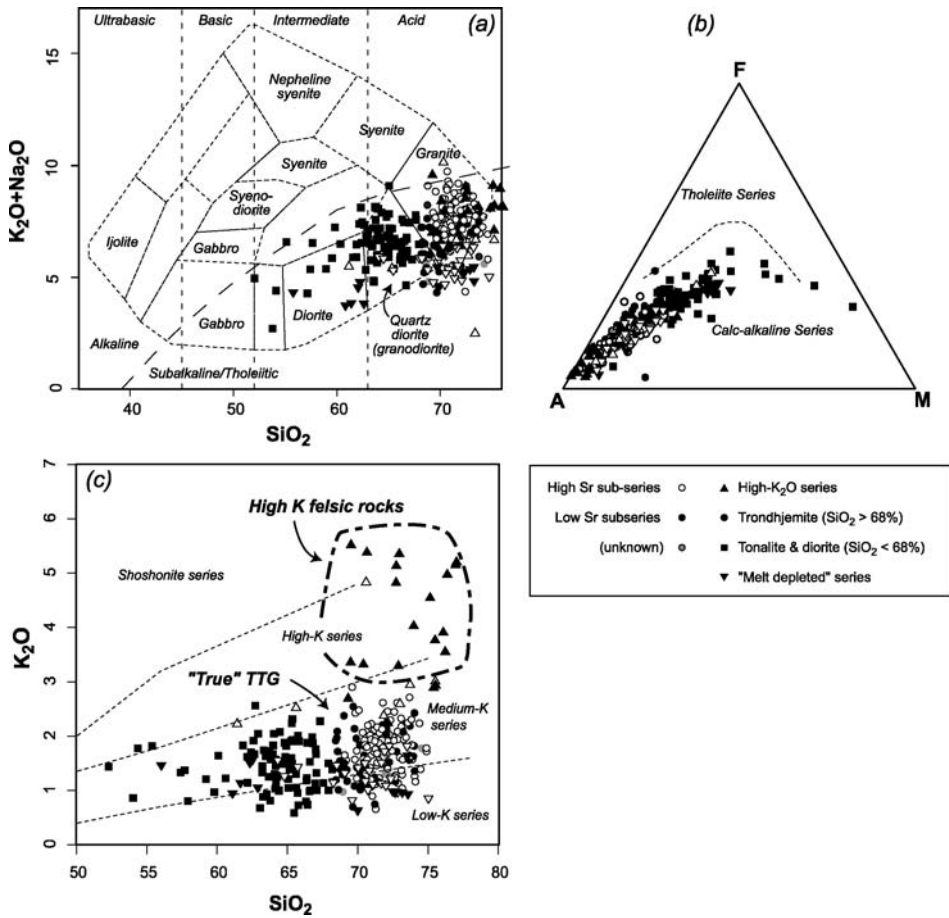 Ultrabasic Basic Intermediate Acid (a)
Nepheline
syenite
Syenite
Granite
Syenite
Syeno-
diorite
Ijolite
Gabbro
Gabbro
Diorite
Quartz
diorite
(granodiorite)
Alkaline
Subalkaline/Tholeiitic
K2O+Na2O
15
10
5
0
40 50 60 70
SiO2
(b)
F
Tholeiite Series
Calc-alkaline Series
A M
(c)
High K felsic rocks
Shoshonite series
High-K series
"True" TTG
Medium-K
series
Low-K series
K2O
7
6
5
4
3
2
1
0
50 55 60 65 70 75 80
SiO2
High Sr sub-series High-K2O series
Low Sr subseries Trondhjemite (SiO2 > 68%)
(unknown) Tonalite & diorite (SiO2 < 68%)
"Melt depleted" series